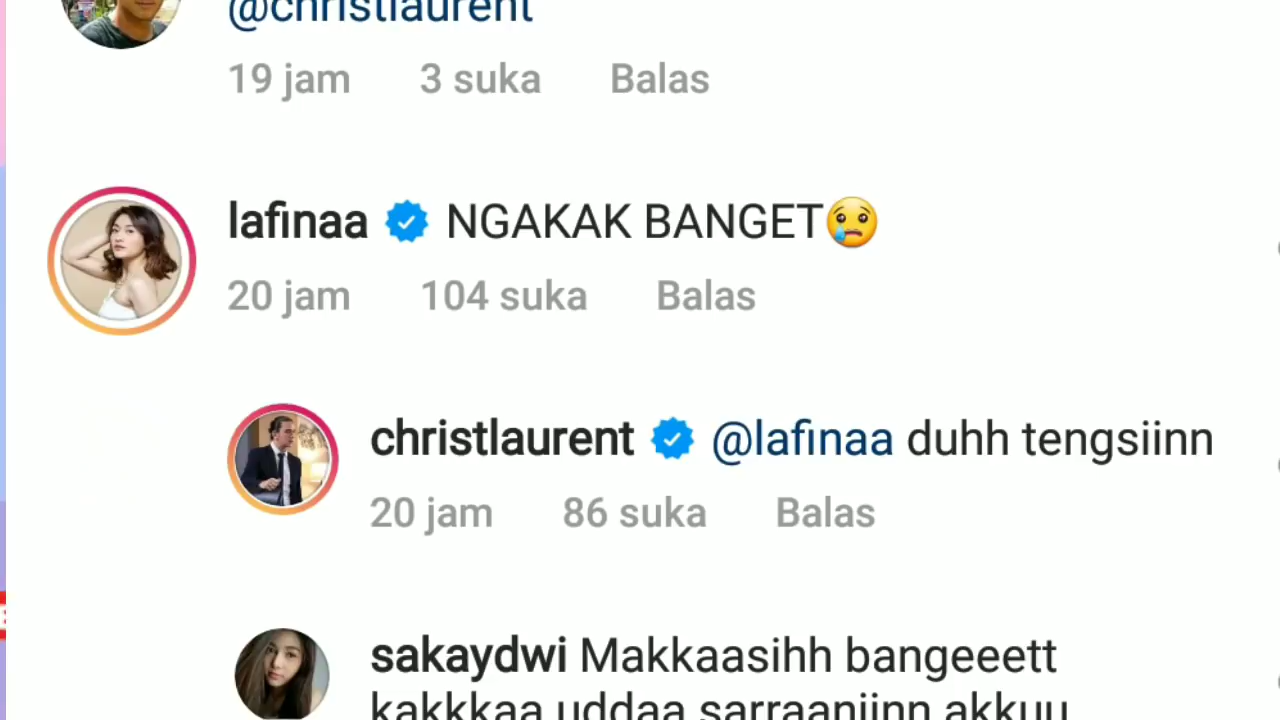 @christlaurent
19 jam 3 suka Balas
lafinaa NGAKAK BANGET😢
20 jam 104 suka Balas
christlaurent @lafinaa duhh tengsiinn
20 jam 86 suka Balas
sakaydwi Makkaasihh bangeeett
kakkkaa uddaa sarraaniinn akkuu